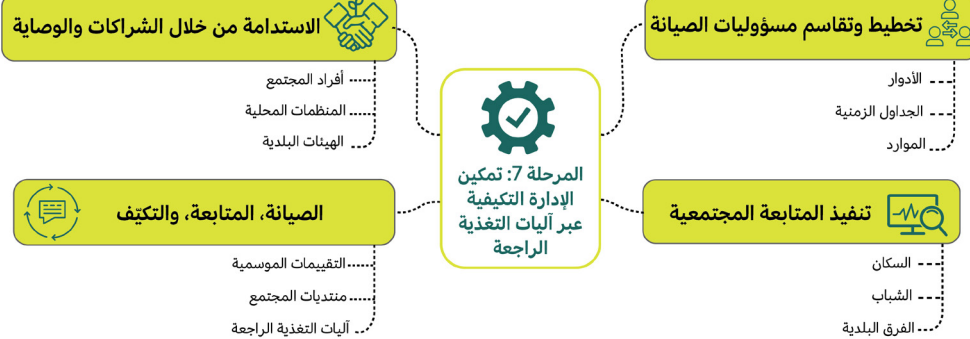 تخطيط وتقاسم مسؤوليات الصيانة
الأدوار
الجداول الزمنية
الموارد
الاستدامة من خلال الشراكات والوصاية
أفراد المجتمع
المنظمات المحلية
الهيئات البلدية
المرحلة 7: تمكين
الإدارة التكيفية
عبر آليات التغذية
الراجعة
تنفيذ المتابعة المجتمعية
السكان
الشباب
الفرق البلدية
الصيانة، المتابعة، والتكيّف
التقييمات الموسمية
منتديات المجتمع
آليات التغذية الراجعة